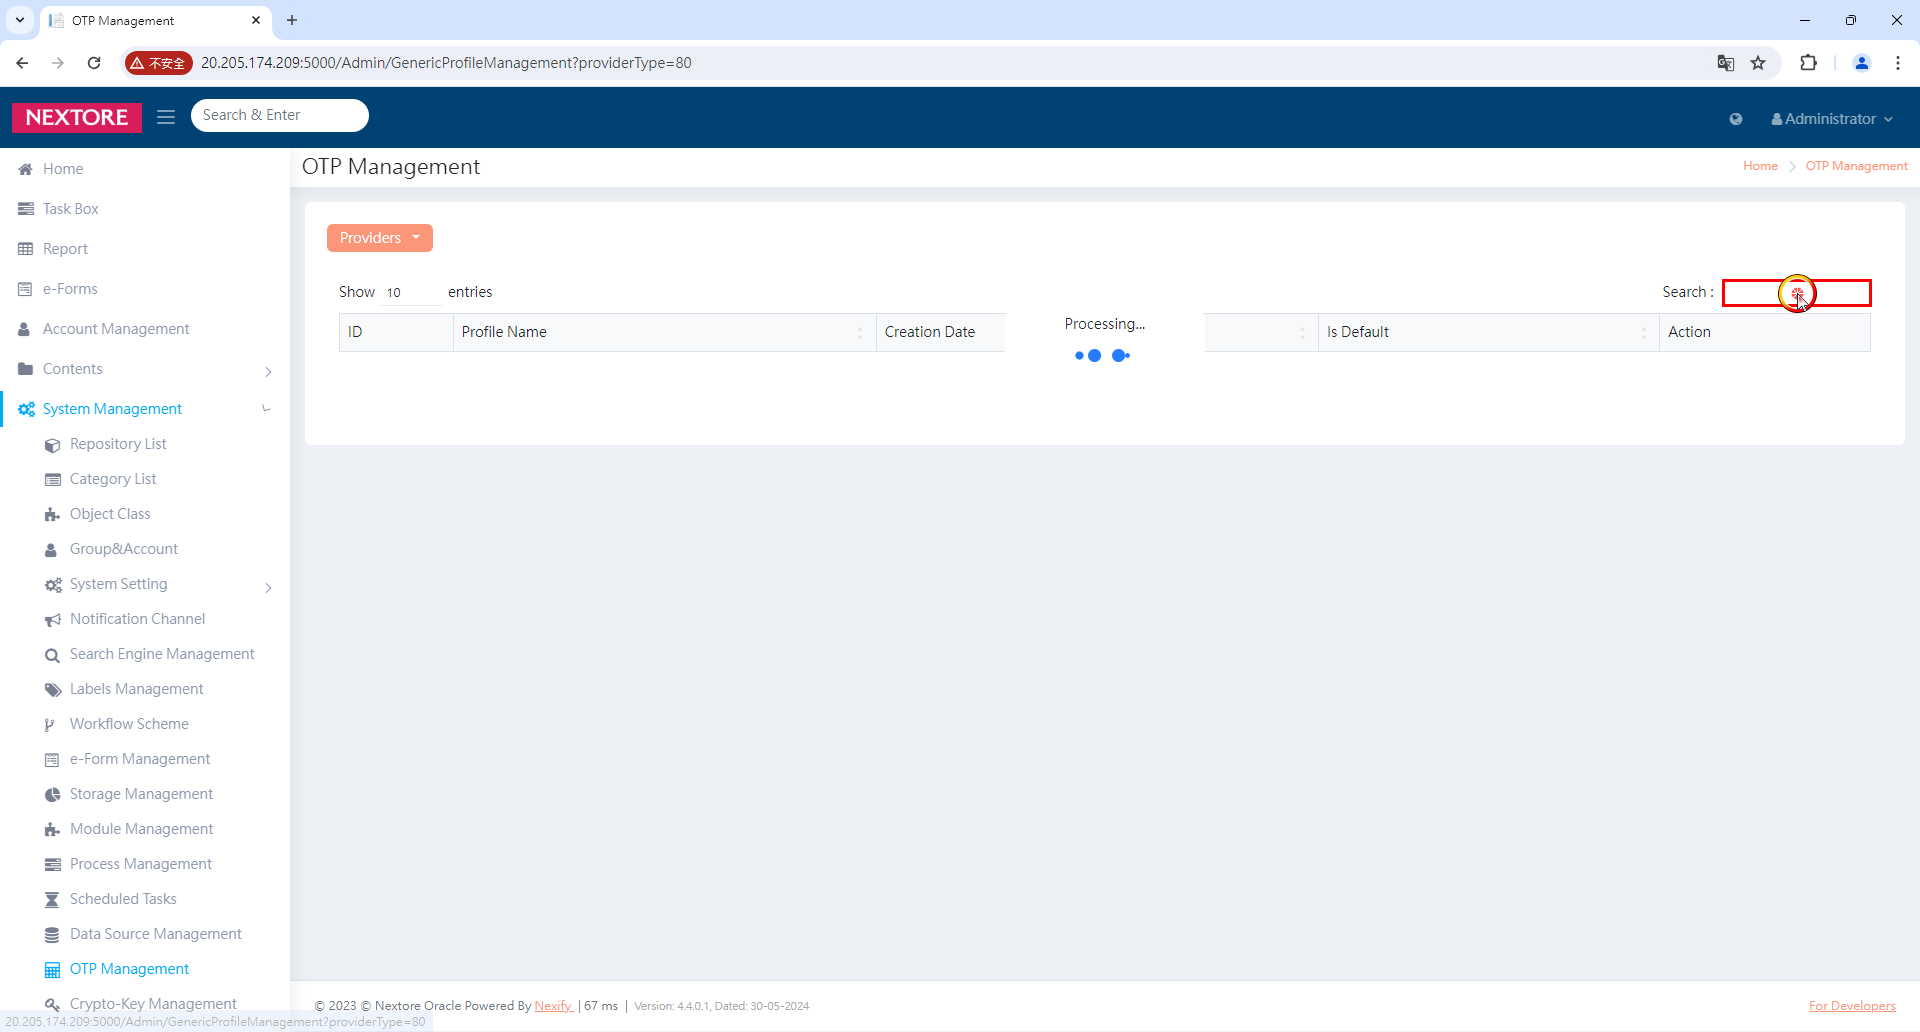 OTP Management
不安全
20.205.174.209:5000/Admin/GenericProfileManagement?providerType=80
NEXTORE
Search & Enter
Administrator
Home
Task Box
Report
e-Forms
Account Management
Contents
System Management
Repository List
Category List
Object Class
Group&Account
System Setting
Notification Channel
Search Engine Management
Labels Management
Workflow Scheme
e-Form Management
Storage Management
Module Management
Process Management
Scheduled Tasks
Data Source Management
OTP Management
Crypto-Key Management
OTP Management
Home OTP Management
Providers
Show 10 entries
Search :
ID Profile Name Creation Date Is Default Action
Processing...
© 2023 © Nextore Oracle Powered By Nexify | 67 ms | Version: 4.4.0.1, Dated: 30-05-2024
For Developers
20.205.174.209:5000/Admin/GenericProfileManagement?providerType=80